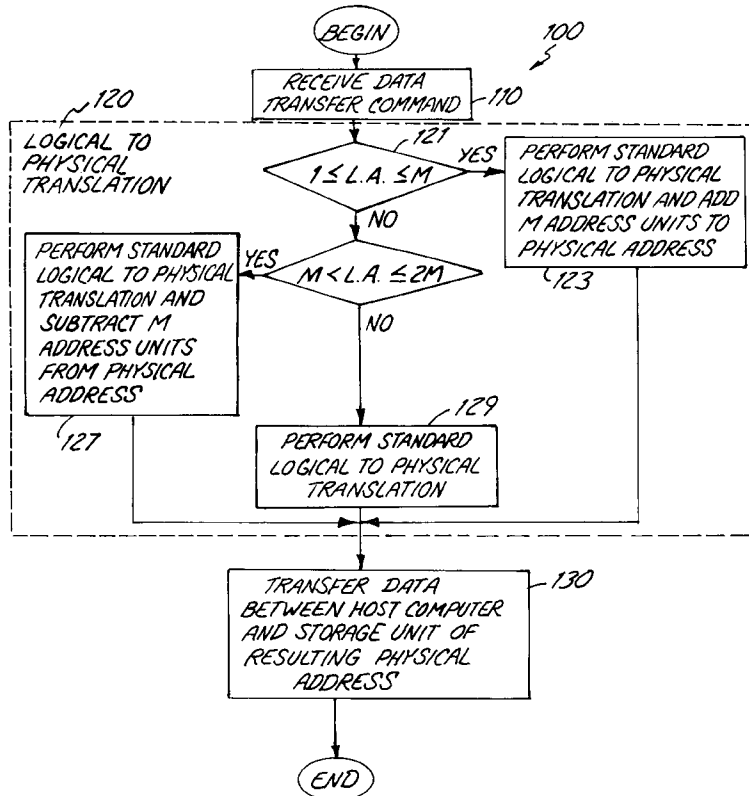 BEGIN
100
RECEIVE DATA
TRANSFER COMMAND
110
120
LOGICAL TO
PHYSICAL
TRANSLATION
121
1 ≤ L.A. ≤ M
YES
PERFORM STANDARD
LOGICAL TO PHYSICAL
TRANSLATION AND ADD
M ADDRESS UNITS TO
PHYSICAL ADDRESS
123
NO
M < L.A. ≤ 2M
YES
PERFORM STANDARD
LOGICAL TO PHYSICAL
TRANSLATION AND
SUBTRACT M
ADDRESS UNITS
FROM PHYSICAL
ADDRESS
127
NO
129
PERFORM STANDARD
LOGICAL TO PHYSICAL
TRANSLATION
TRANSFER DATA
BETWEEN HOST COMPUTER
AND STORAGE UNIT OF
RESULTING PHYSICAL
ADDRESS
130
END